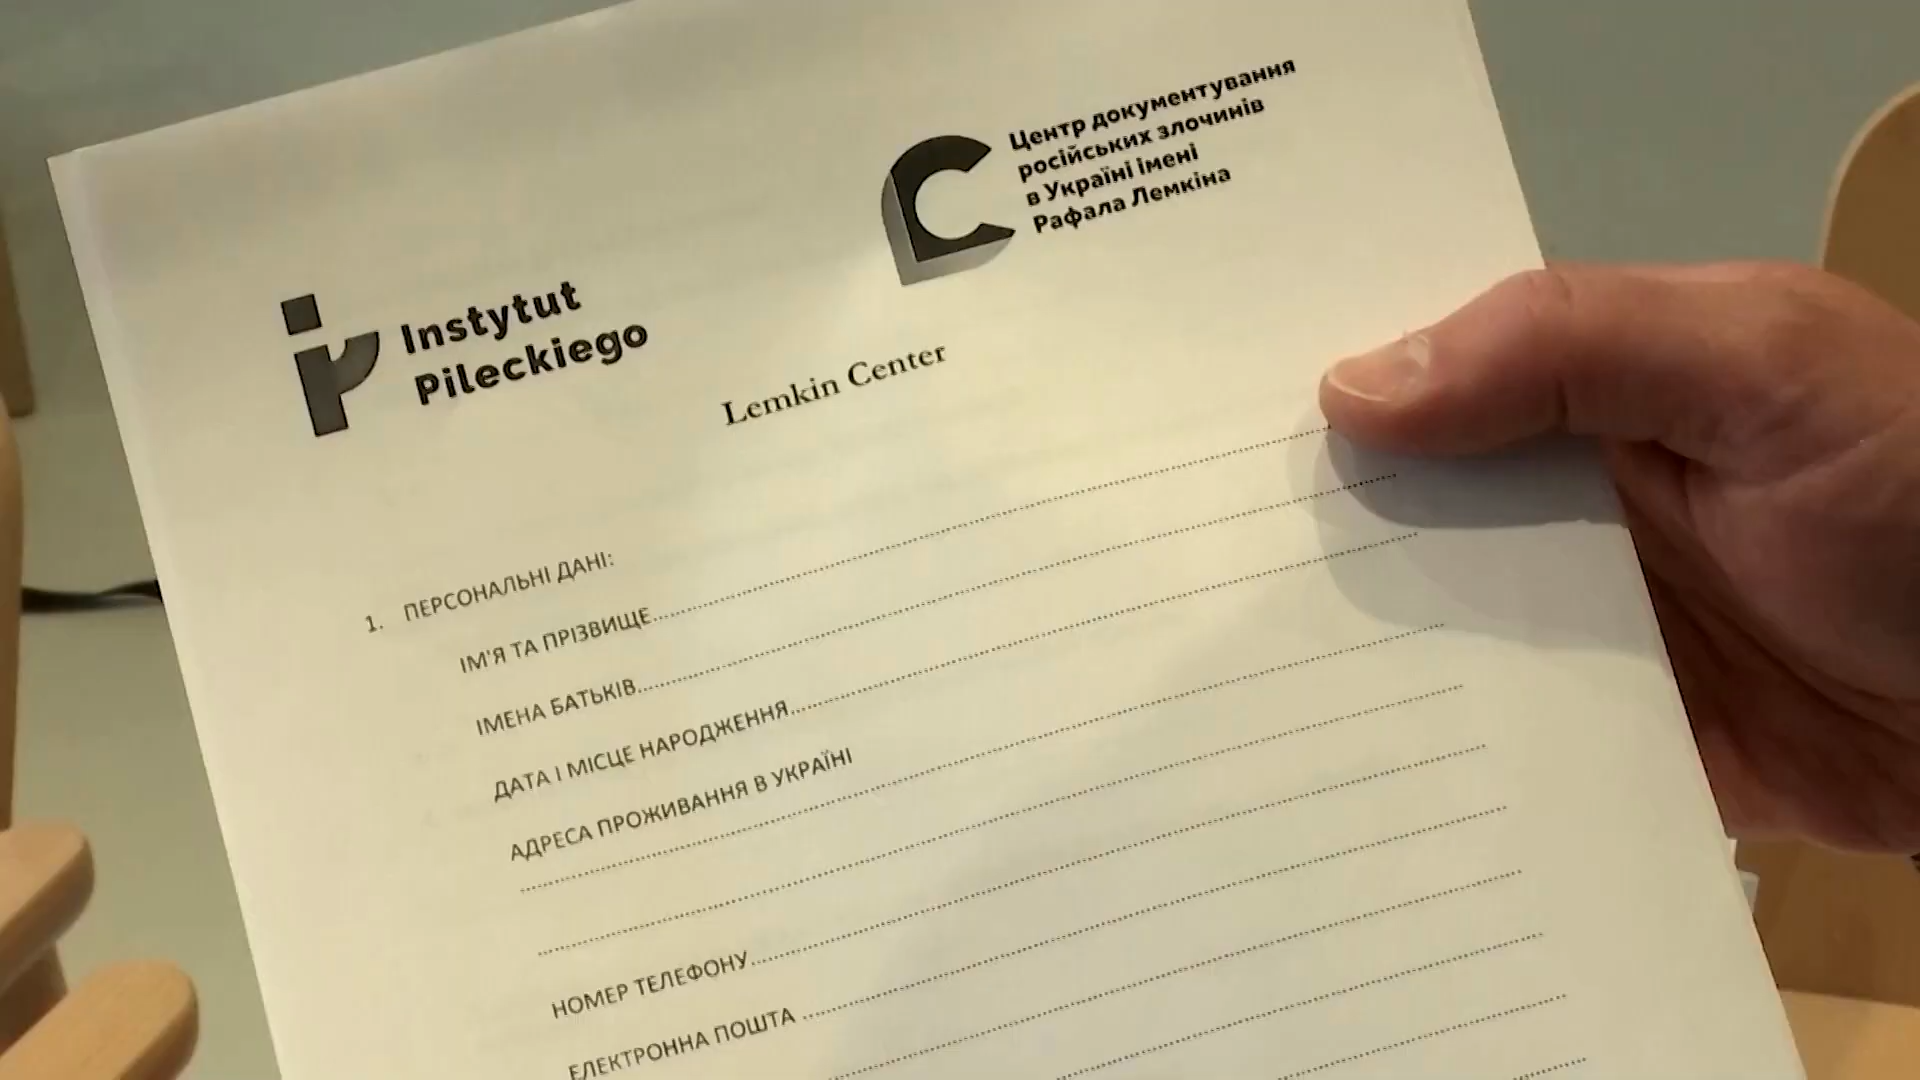 Центр документування
російських злочинів
в Україні імені
Рафала Лемкіна
Instytut
Pileckiego
Lemkin Center
1. ПЕРСОНАЛЬНІ ДАНІ:
ІМ'Я ТА ПРІЗВИЩЕ
ІМЕНА БАТЬКІВ
ДАТА І МІСЦЕ НАРОДЖЕННЯ
АДРЕСА ПРОЖИВАННЯ В УКРАЇНІ
НОМЕР ТЕЛЕФОНУ
ЕЛЕКТРОННА ПОШТА